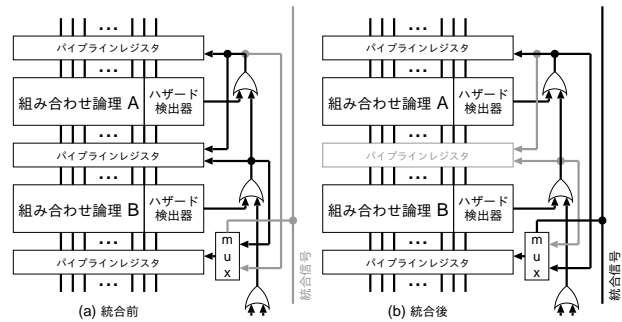 ...
パイプラインレジスタ
...
組み合わせ論理 A
ハザード
検出器
...
パイプラインレジスタ
...
組み合わせ論理 B
ハザード
検出器
...
パイプラインレジスタ
...
m
u
x
統合信号
(a) 統合前
...
パイプラインレジスタ
...
組み合わせ論理 A
ハザード
検出器
...
パイプラインレジスタ
...
組み合わせ論理 B
ハザード
検出器
...
パイプラインレジスタ
...
m
u
x
統合信号
(b) 統合後